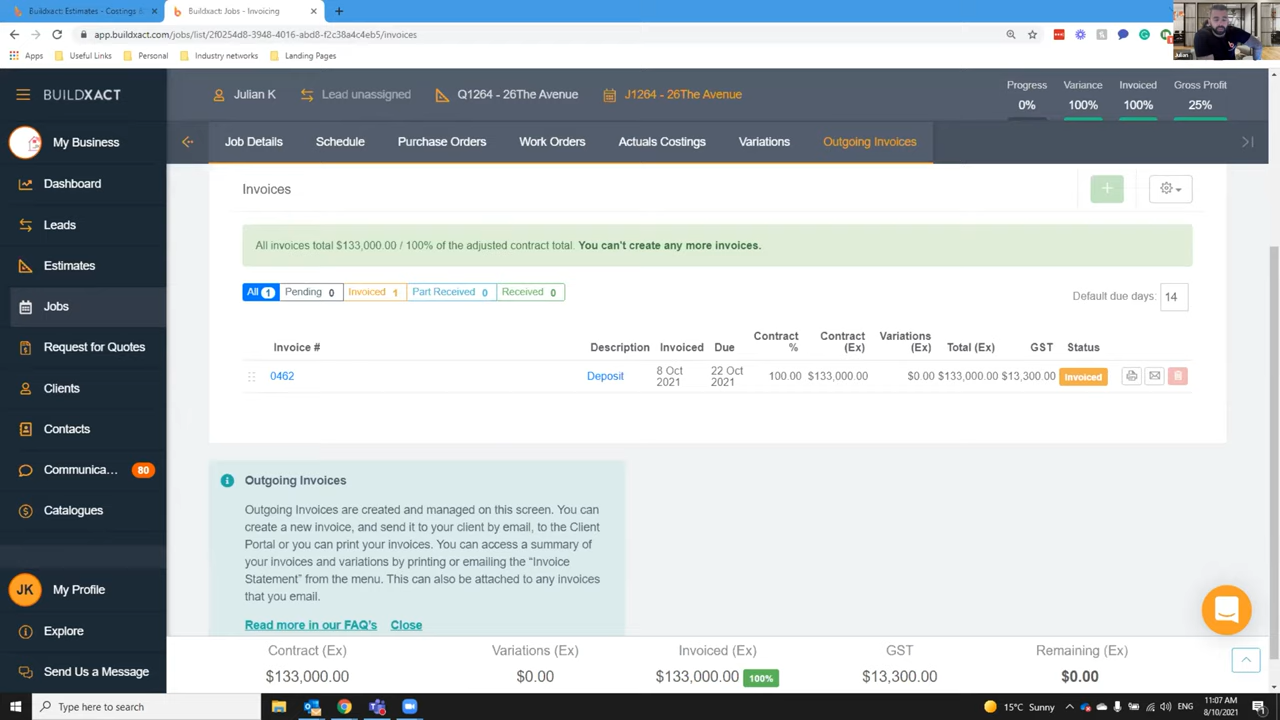 Buildxact: Estimates - Costings $
Buildxact: Jobs - Invoicing
app.buildxact.com/jobs/list/2f0254d8-3948-4016-abd8-f2c38a4c4eb5/invoices
Apps
Useful Links
Personal
Industry networks
Landing Pages
Julian
BUILDXACT
Julian K
Lead unassigned
Q1264 - 26The Avenue
J1264 - 26The Avenue
Progress
0%
Variance
100%
Invoiced
100%
Gross Profit
25%
My Business
Job Details
Schedule
Purchase Orders
Work Orders
Actuals Costings
Variations
Outgoing Invoices
Dashboard
Leads
Estimates
Jobs
Request for Quotes
Clients
Contacts
Communica... 80
Catalogues
JK My Profile
Explore
Send Us a Message
Invoices
All invoices total $133,000.00 / 100% of the adjusted contract total. You can't create any more invoices.
All 1 Pending 0 Invoiced 1 Part Received 0 Received 0
Default due days: 14
Invoice #
Description
Invoiced
Due
Contract %
Contract (Ex)
Variations (Ex)
Total (Ex)
GST
Status
0462
Deposit
8 Oct 2021
22 Oct 2021
100.00
$133,000.00
$0.00
$133,000.00
$13,300.00
Invoiced
Outgoing Invoices
Outgoing Invoices are created and managed on this screen. You can
create a new invoice, and send it to your client by email, to the Client
Portal or you can print your invoices. You can access a summary of
your invoices and variations by printing or emailing the “Invoice
Statement” from the menu. This can also be attached to any invoices
that you email.
Read more in our FAQ's Close
Contract (Ex)
$133,000.00
Variations (Ex)
$0.00
Invoiced (Ex)
$133,000.00 100%
GST
$13,300.00
Remaining (Ex)
$0.00
Type here to search
15°C Sunny
ENG
11:07 AM
8/10/2021